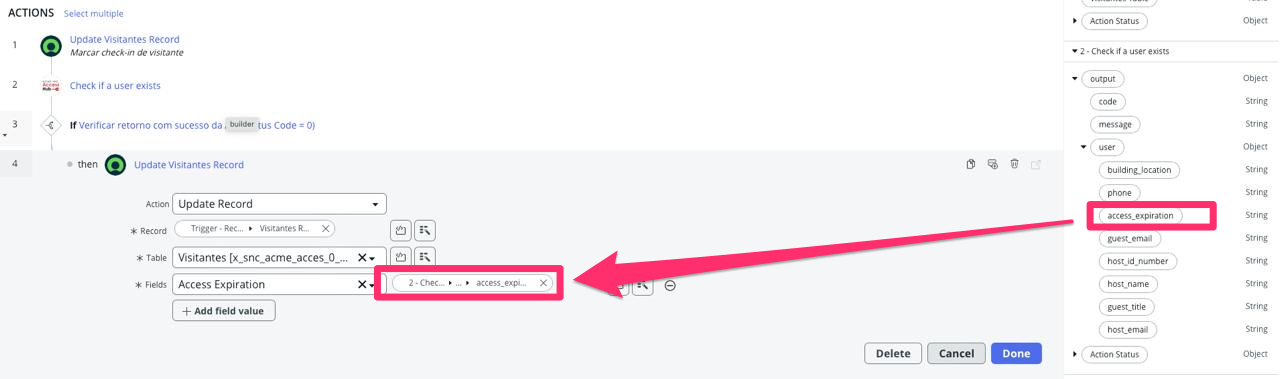 ACTIONS Select multiple
1 Update Visitantes Record
Marcar check-in de visitante
2 Check if a user exists
3 If Verificar retorno com sucesso da builder tus Code = 0)
4 then Update Visitantes Record
Action Update Record
* Record Trigger - Rec... Visitantes R...
* Table Visitantes [x_snc_acme_acces_0_...
* Fields Access Expiration 2 - Chec... ... access_expi...
+ Add field value
Delete Cancel Done
Action Status Object
2 - Check if a user exists
output Object
code String
message String
user Object
building_location String
phone String
access_expiration String
guest_email String
host_id_number String
host_name String
guest_title String
host_email String
Action Status Object